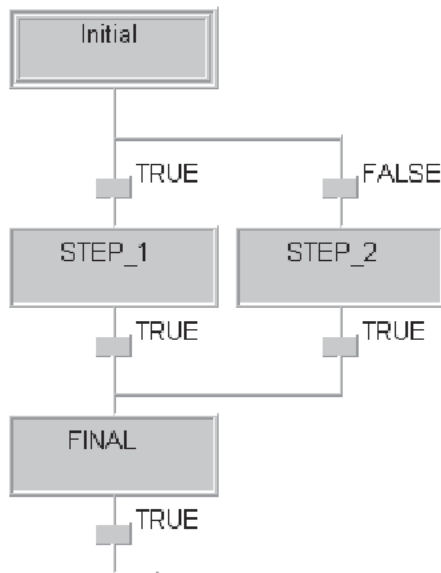 Initial
TRUE
FALSE
STEP_1
STEP_2
TRUE
TRUE
FINAL
TRUE